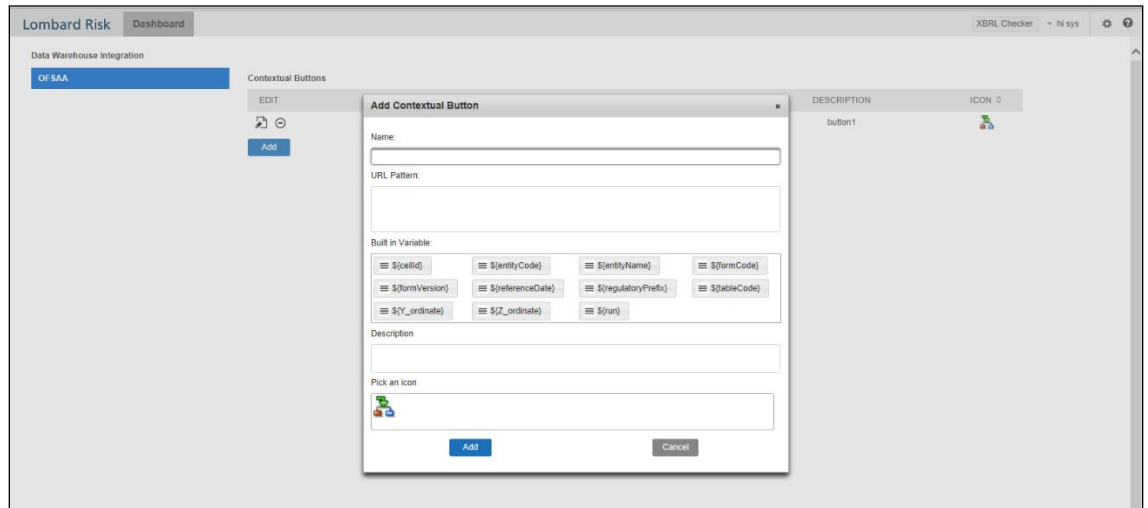 Lombard Risk Dashboard XBRL Checker hi sys
Data Warehouse Integration
OFSAA Contextual Buttons
EDIT DESCRIPTION ICON
button1
Add
Add Contextual Button
Name:
URL Pattern:
Built in Variable:
${cellid} ${entityCode} ${entityName} ${formCode}
${formVersion} ${referenceDate} ${regulatoryPrefix} ${tableCode}
${Y_ordinate} ${Z_ordinate} ${run}
Description
Pick an icon
Add Cancel